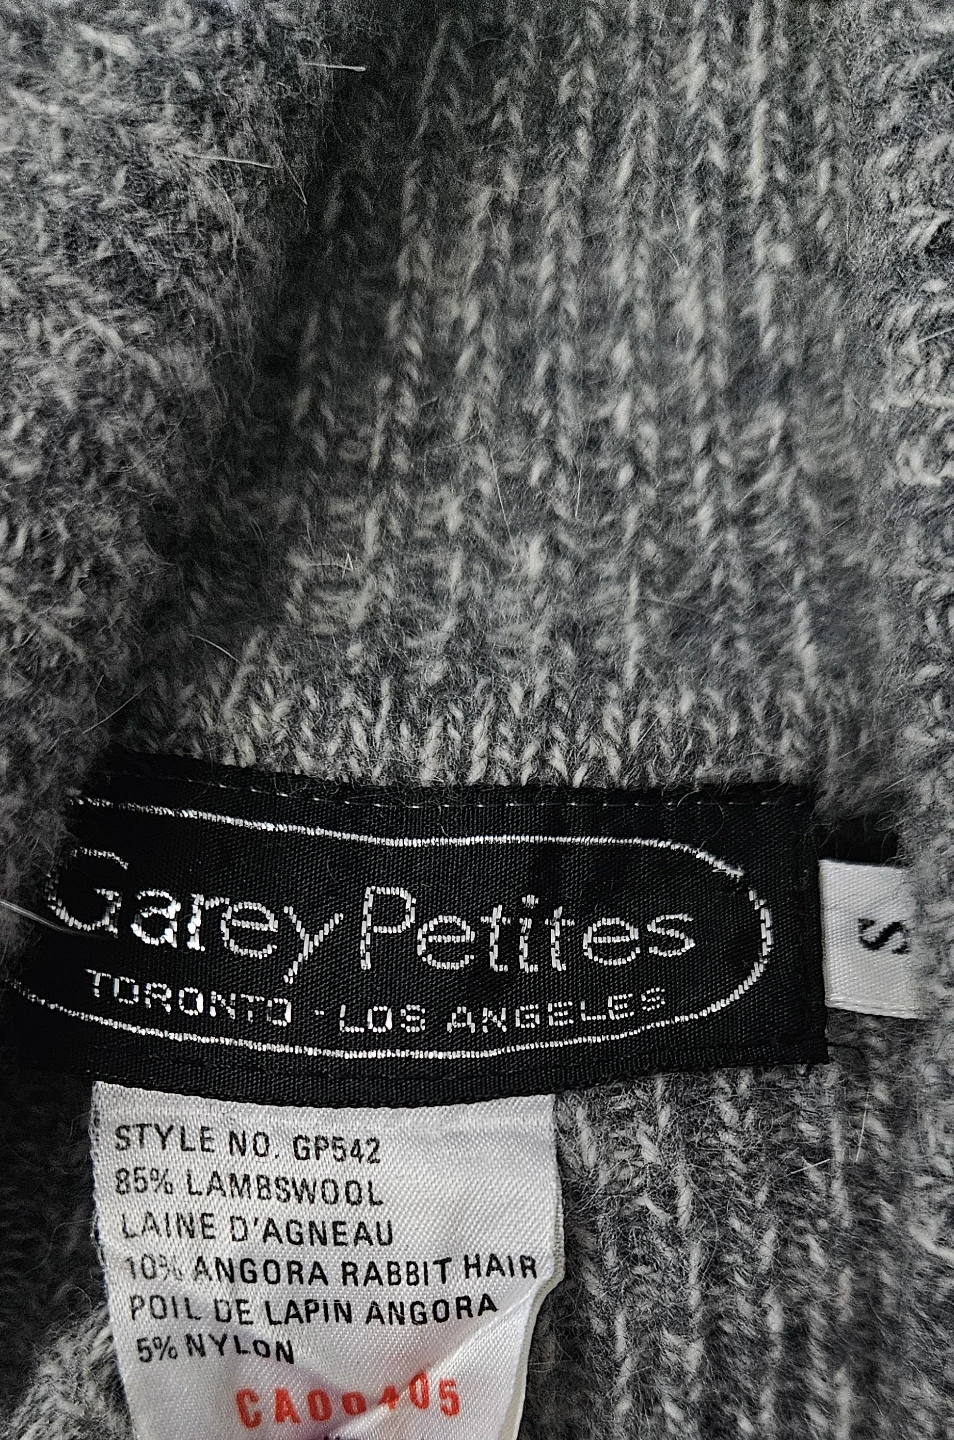 Garey Petites
TORONTO - LOS ANGELES
S
STYLE NO. GP542
85% LAMBSWOOL
LAINE D'AGNEAU
10% ANGORA RABBIT HAIR
POIL DE LAPIN ANGORA
5% NYLON